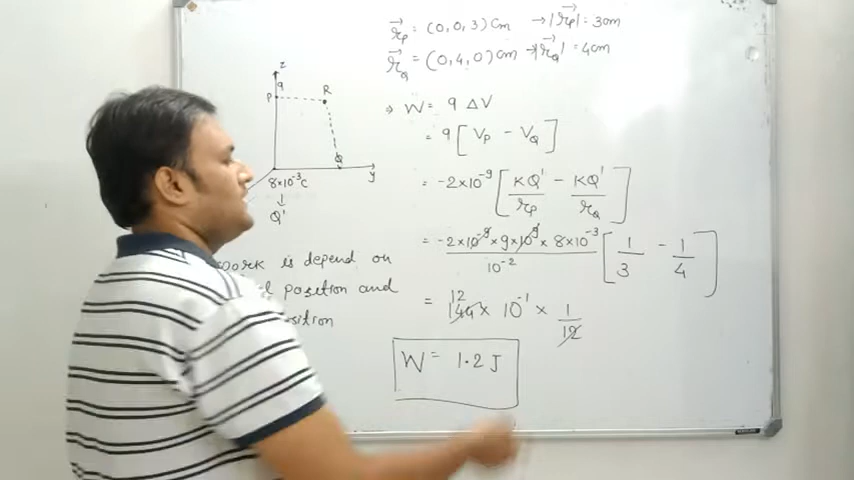 r⃗P = (0,0,3) cm → |r⃗P| = 3cm
r⃗Q = (0,4,0) cm → |r⃗Q| = 4cm
z
q
P
R
Q
y
8×10⁻³C
↓
Q'
⇒ W = q ΔV
= q [VP - VQ]
= -2×10⁻⁹ [KQ'/rP - KQ'/rQ]
= -2×10⁻⁹×9×10⁹×8×10⁻³/10⁻² [1/3 - 1/4]
= 12 144 × 10⁻¹ × 1/12
W = 1.2 J
work is depend on
position and